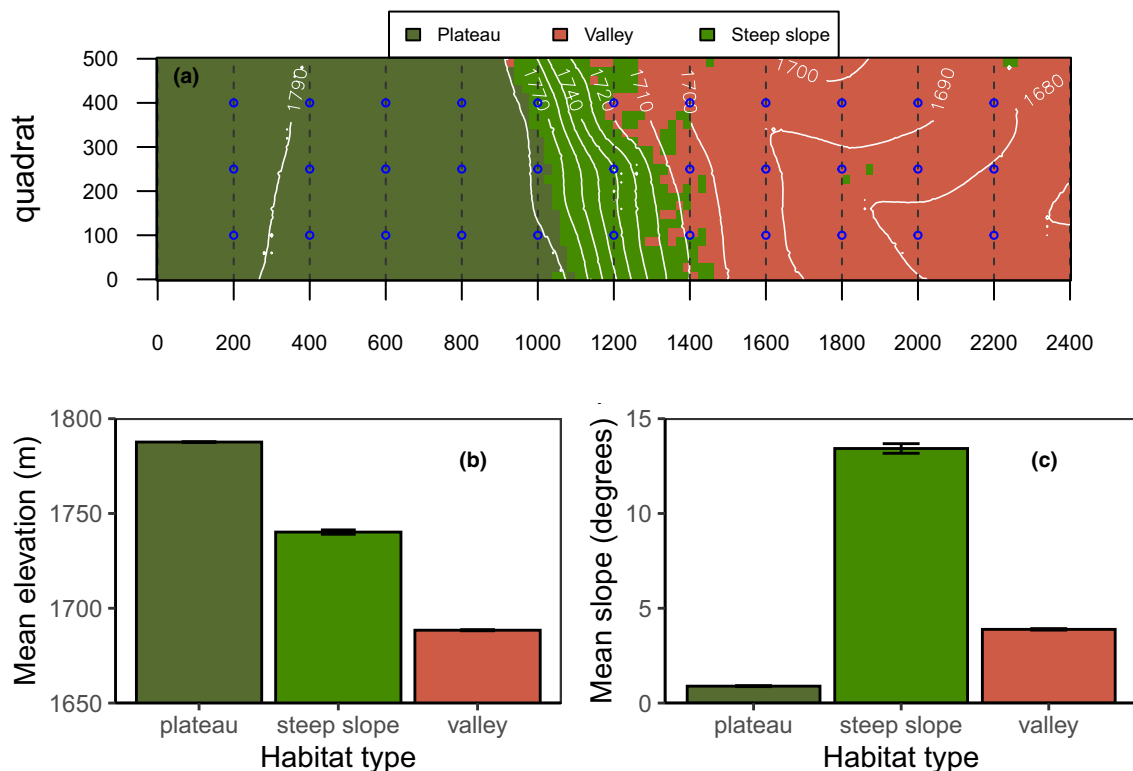 Plateau Valley Steep slope
(a)
quadrat
500
400
300
200
100
0
1790
1770
1740
1720
1710
1700
1700
1690
1680
0 200 400 600 800 1000 1200 1400 1600 1800 2000 2200 2400
(b)
Mean elevation (m)
1800
1750
1700
1650
plateau steep slope valley
Habitat type
(c)
Mean slope (degrees)
15
10
5
0
plateau steep slope valley
Habitat type